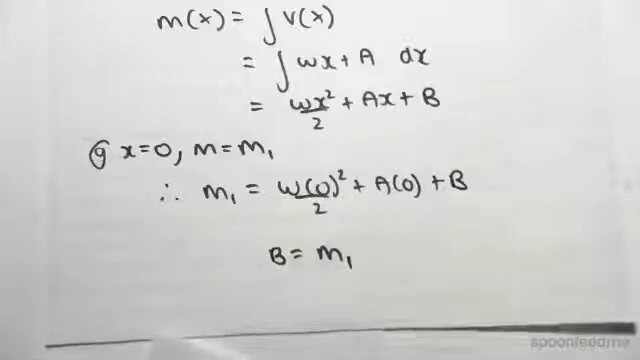 m(x) = ∫ V(x)
= ∫ wx + A dx
= wx²/2 + Ax + B
@ x=0, m = m₁
∴ m₁ = w(0)²/2 + A(0) + B
B = m₁
spoonfeedme